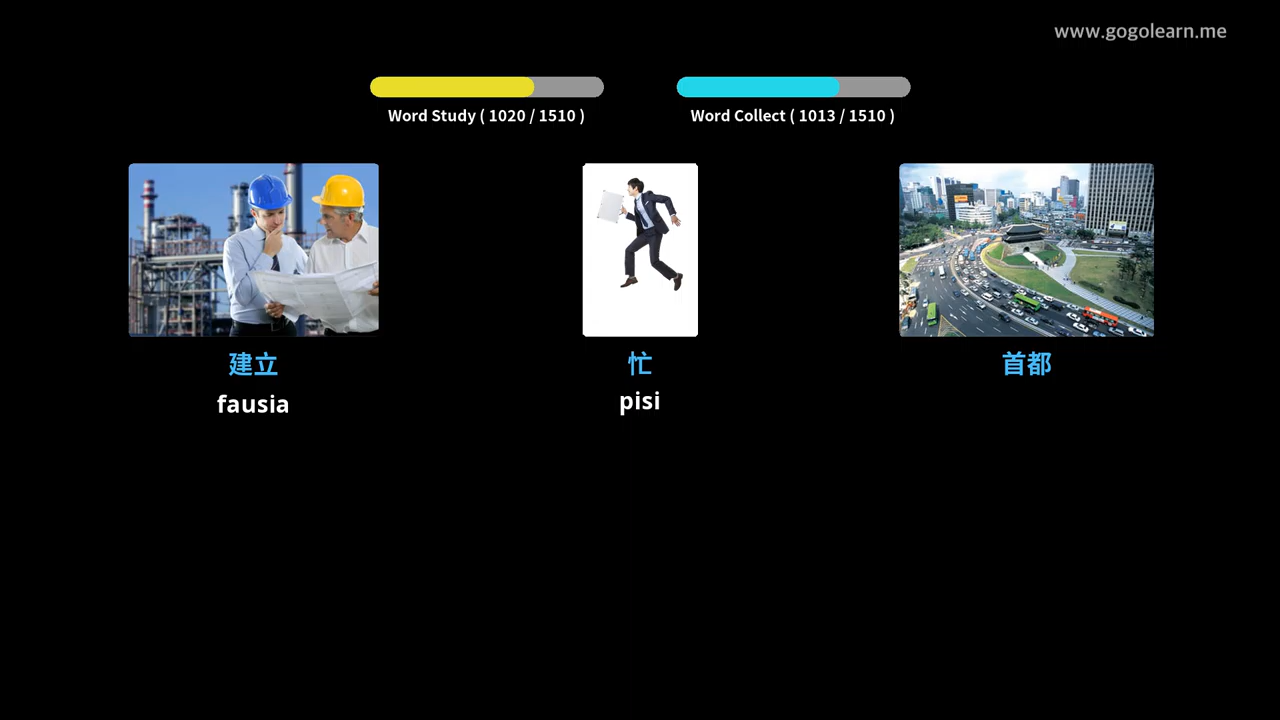 www.gogolearn.me
Word Study ( 1020 / 1510 )
Word Collect ( 1013 / 1510 )
建立
fausia
忙
pisi
首都